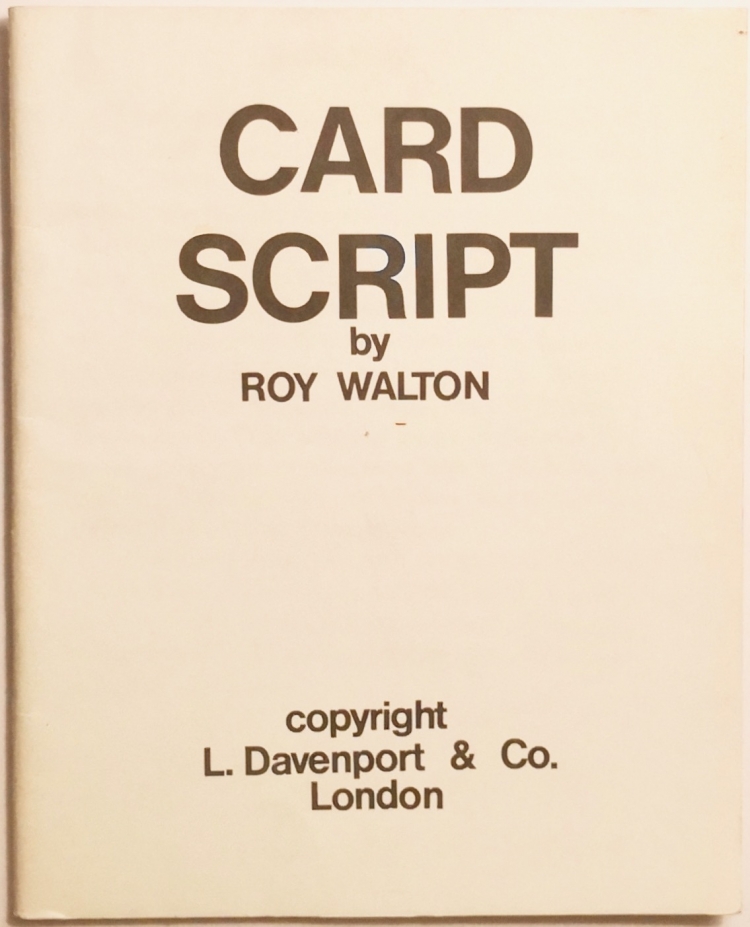 CARD
SCRIPT
by
ROY WALTON
copyright
L. Davenport & Co.
London